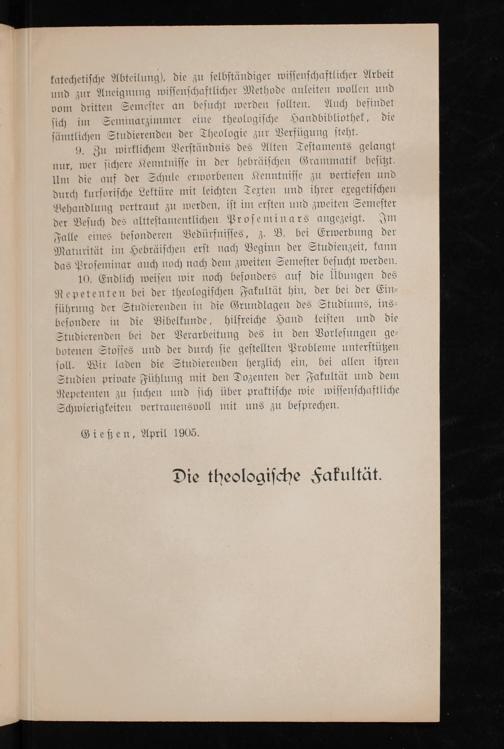 katechetische Abteilung), die zu selbständiger wissenschaftlicher Arbeit
und zur Aneignung wissenschaftlicher Methode anleiten wollen und
vom dritten Semester an besucht werden sollten. Auch befindet
sich im Seminarzimmer eine theologische Handbibliothek, die
sämtlichen Studierenden der Theologie zur Verfügung steht.
9. Zu wirklichem Verständnis des Alten Testaments gelangt
nur, wer sichere Kenntnisse in der hebräischen Grammatik besitzt.
Um die auf der Schule erworbenen Kenntnisse zu vertiefen und
durch kursorische Lektüre mit leichten Texten und ihrer exegetischen
Behandlung vertraut zu werden, ist im ersten und zweiten Semester
der Besuch des alttestamentlichen Proseminars angezeigt. Im
Falle eines besonderen Bedürfnisses, z. B. bei Erwerbung der
Maturität im Hebräischen erst nach Beginn der Studienzeit, kann
das Proseminar auch noch nach dem zweiten Semester besucht werden.
10. Endlich weisen wir noch besonders auf die Übungen des
Repetenten bei der theologischen Fakultät hin, der bei der Ein-
führung der Studierenden in die Grundlagen des Studiums, ins-
besondere in die Bibelkunde, hilfreiche Hand leisten und die
Studierenden bei der Verarbeitung des in den Vorlesungen ge-
botenen Stoffes und der durch sie gestellten Probleme unterstützen
soll. Wir laden die Studierenden herzlich ein, bei allen ihren
Studien private Fühlung mit den Dozenten der Fakultät und dem
Repetenten zu suchen und sich über praktische wie wissenschaftliche
Schwierigkeiten vertrauensvoll mit uns zu besprechen.
Gießen, April 1905.
Die theologische Fakultät.